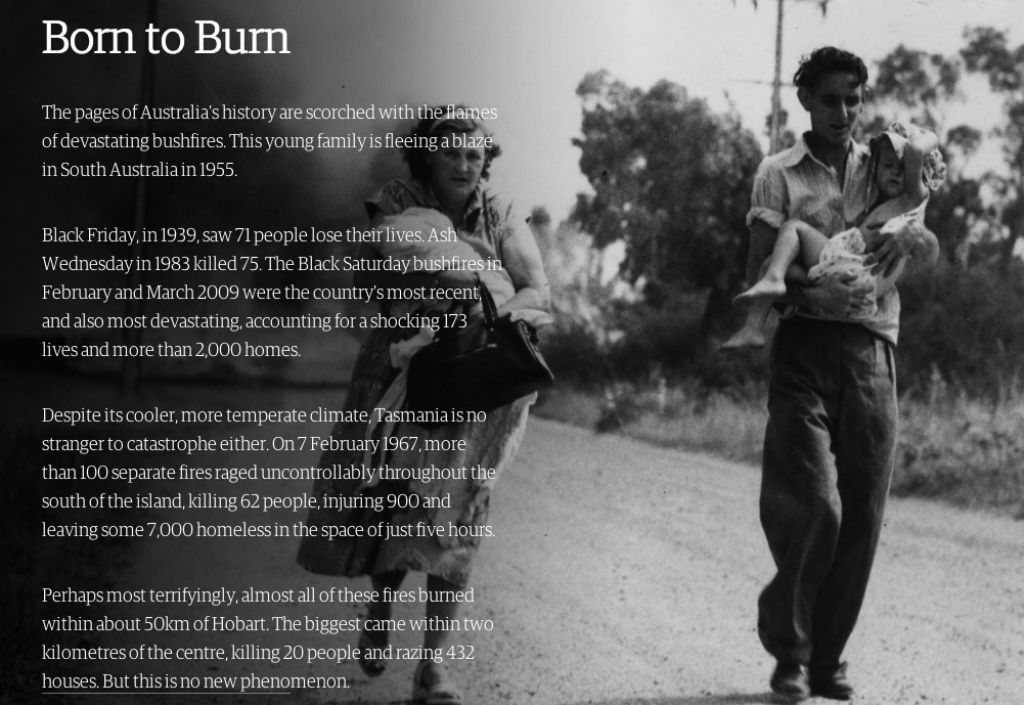 Born to Burn
The pages of Australia's history are scorched with the flames
of devastating bushfires. This young family is fleeing a blaze
in South Australia in 1955.
Black Friday, in 1939, saw 71 people lose their lives. Ash
Wednesday in 1983 killed 75. The Black Saturday bushfires in
February and March 2009 were the country's most recent,
and also most devastating, accounting for a shocking 173
lives and more than 2,000 homes.
Despite its cooler, more temperate climate, Tasmania is no
stranger to catastrophe either. On 7 February 1967, more
than 100 separate fires raged uncontrollably throughout the
south of the island, killing 62 people, injuring 900 and
leaving some 7,000 homeless in the space of just five hours.
Perhaps most terrifyingly, almost all of these fires burned
within about 50km of Hobart. The biggest came within two
kilometres of the centre, killing 20 people and razing 432
houses. But this is no new phenomenon.